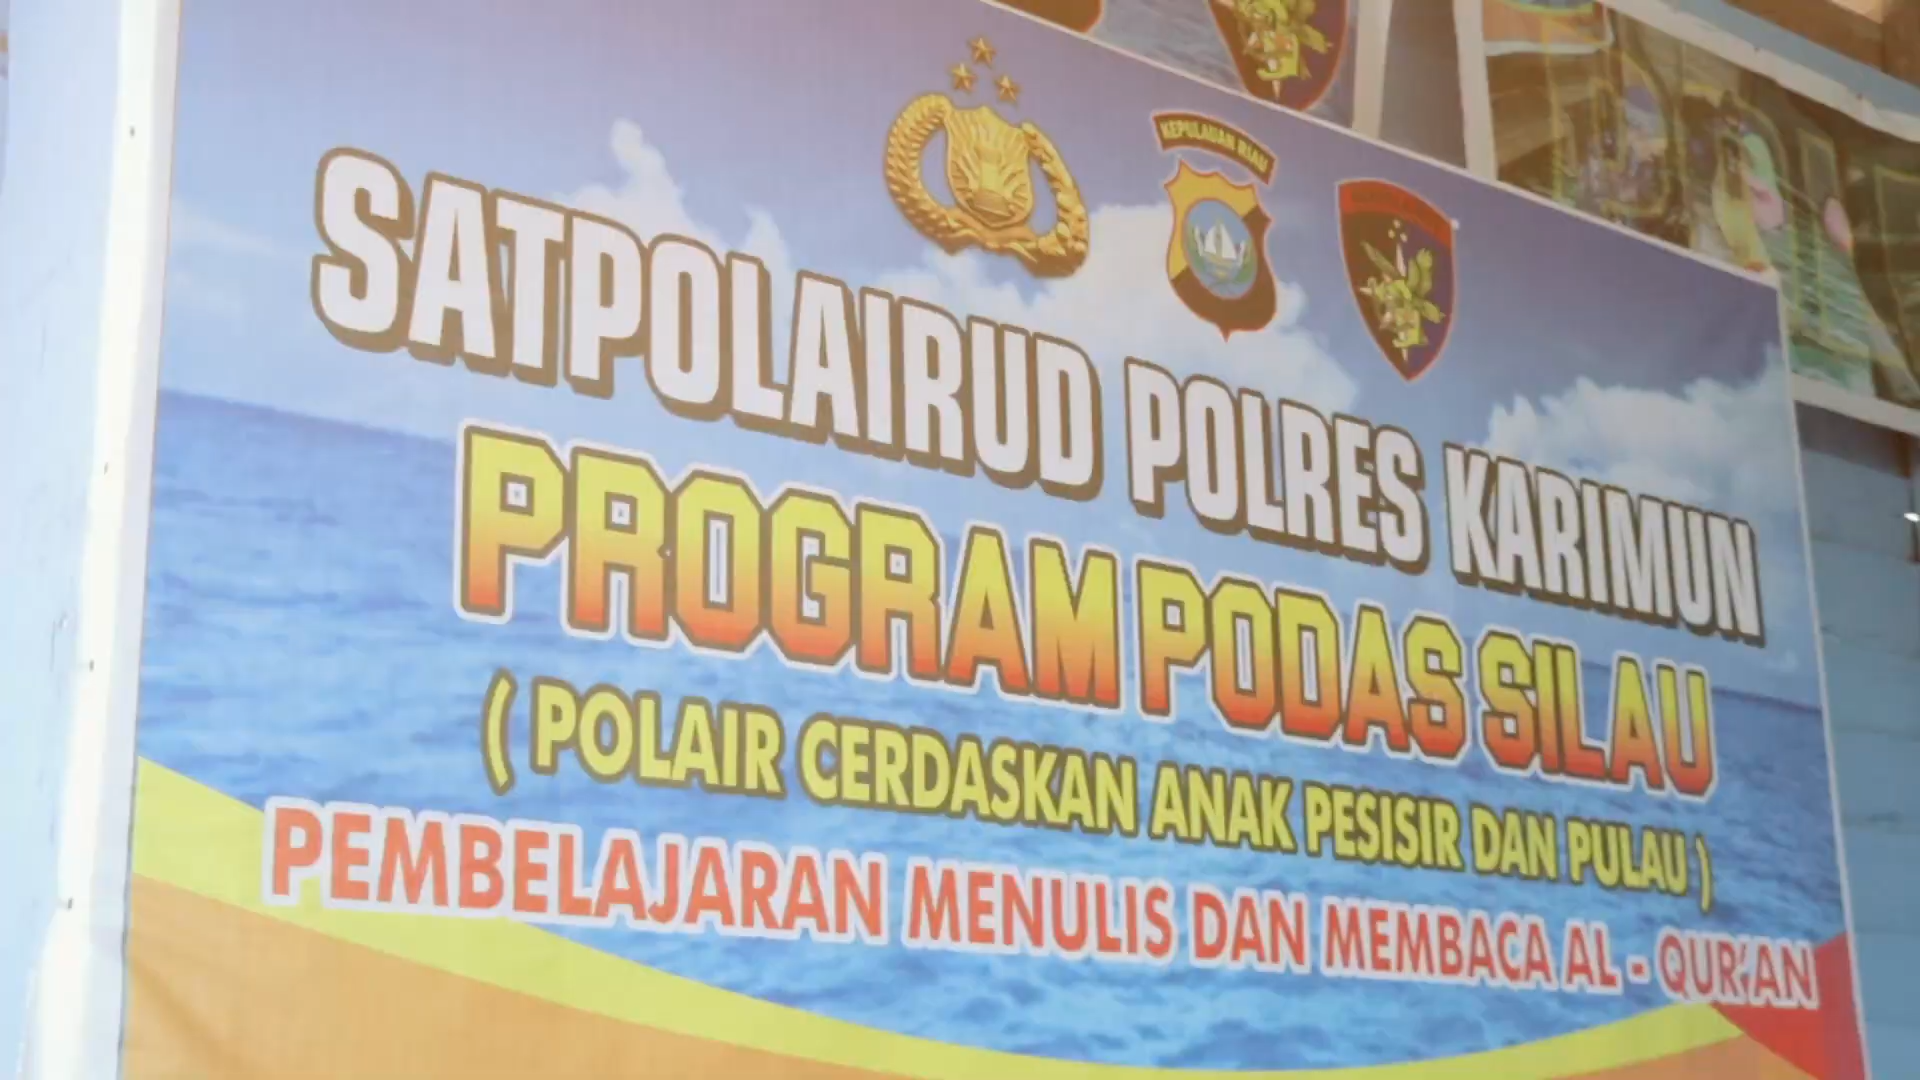 KEPULAUAN RIAU
SATPOLAIRUD POLRES KARIMUN
PROGRAM PODAS SILAU
( POLAIR CERDASKAN ANAK PESISIR DAN PULAU )
PEMBELAJARAN MENULIS DAN MEMBACA AL - QUR'AN